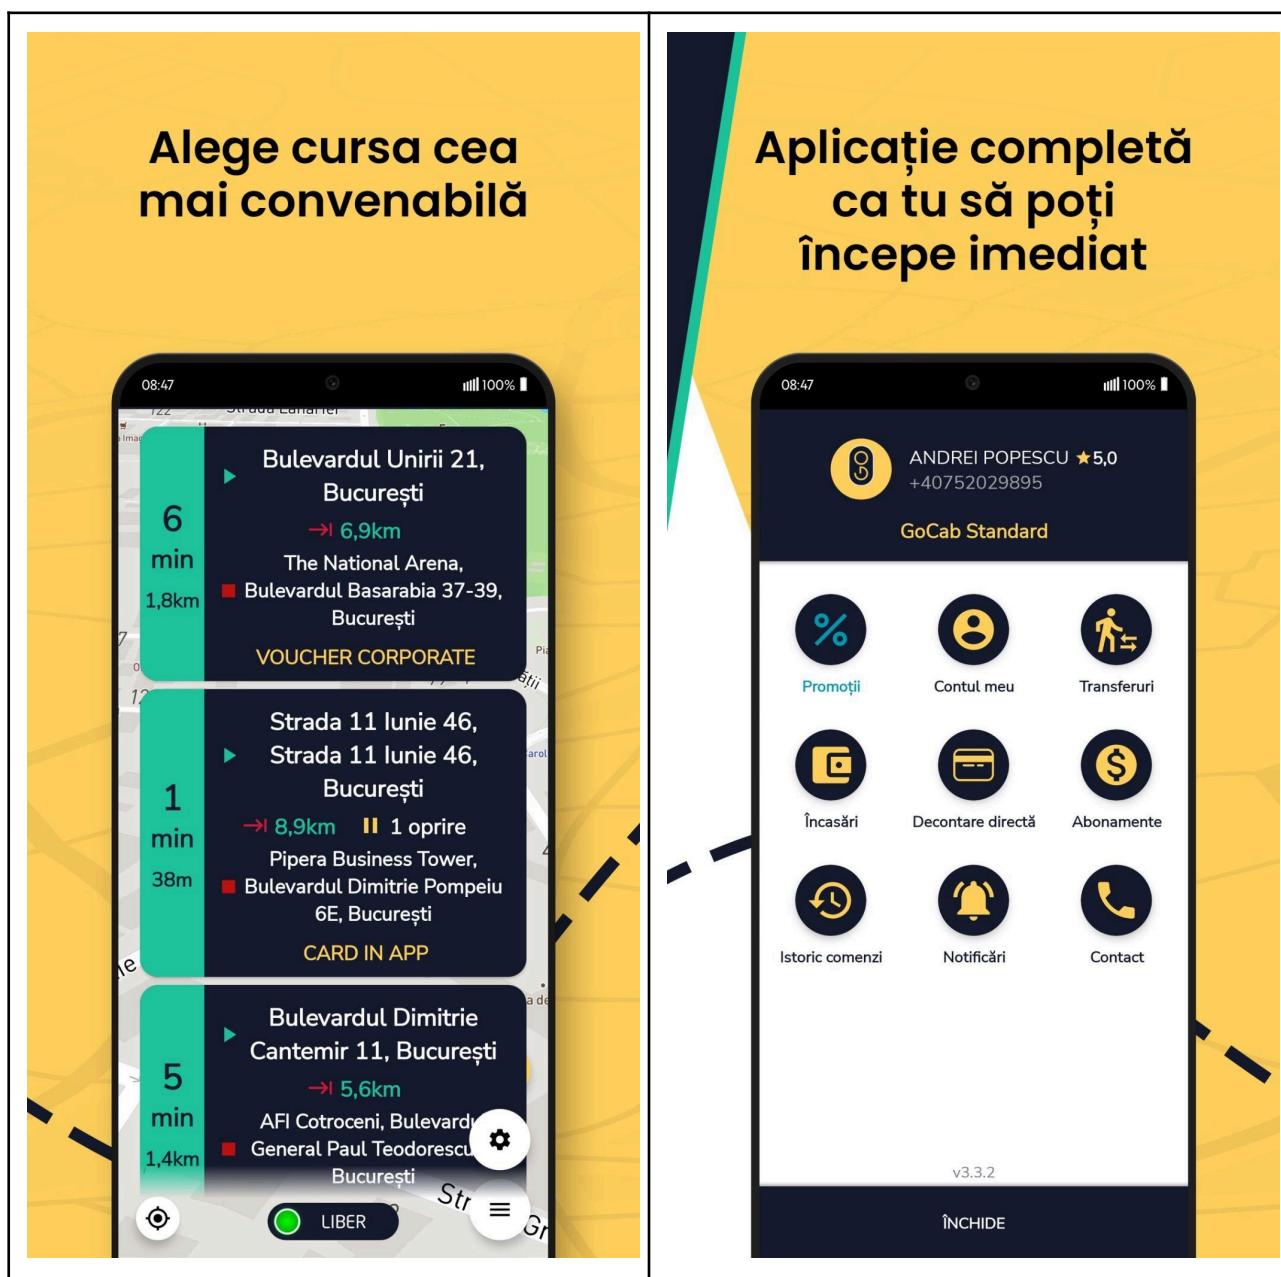 Alege cursa cea
mai convenabilă
08:47
100%
122
6
min
1,8km
Bulevardul Unirii 21,
București
6,9km
The National Arena,
Bulevardul Basarabia 37-39,
București
VOUCHER CORPORATE
1
min
38m
Strada 11 Iunie 46,
Strada 11 Iunie 46,
București
8,9km
1 oprire
Pipera Business Tower,
Bulevardul Dimitrie Pompeiu
6E, București
CARD IN APP
5
min
1,4km
Bulevardul Dimitrie
Cantemir 11, București
5,6km
AFI Cotroceni,
General Paul
București
LIBER
Aplicație completă
ca tu să poți
începe imediat
08:47
100%
GO
ANDREI POPESCU ★5,0
+40752029895
GoCab Standard
Promoții
Contul meu
Transferuri
Încasări
Decontare directă
Abonamente
Istoric comenzi
Notificări
Contact
v3.3.2
ÎNCHIDE